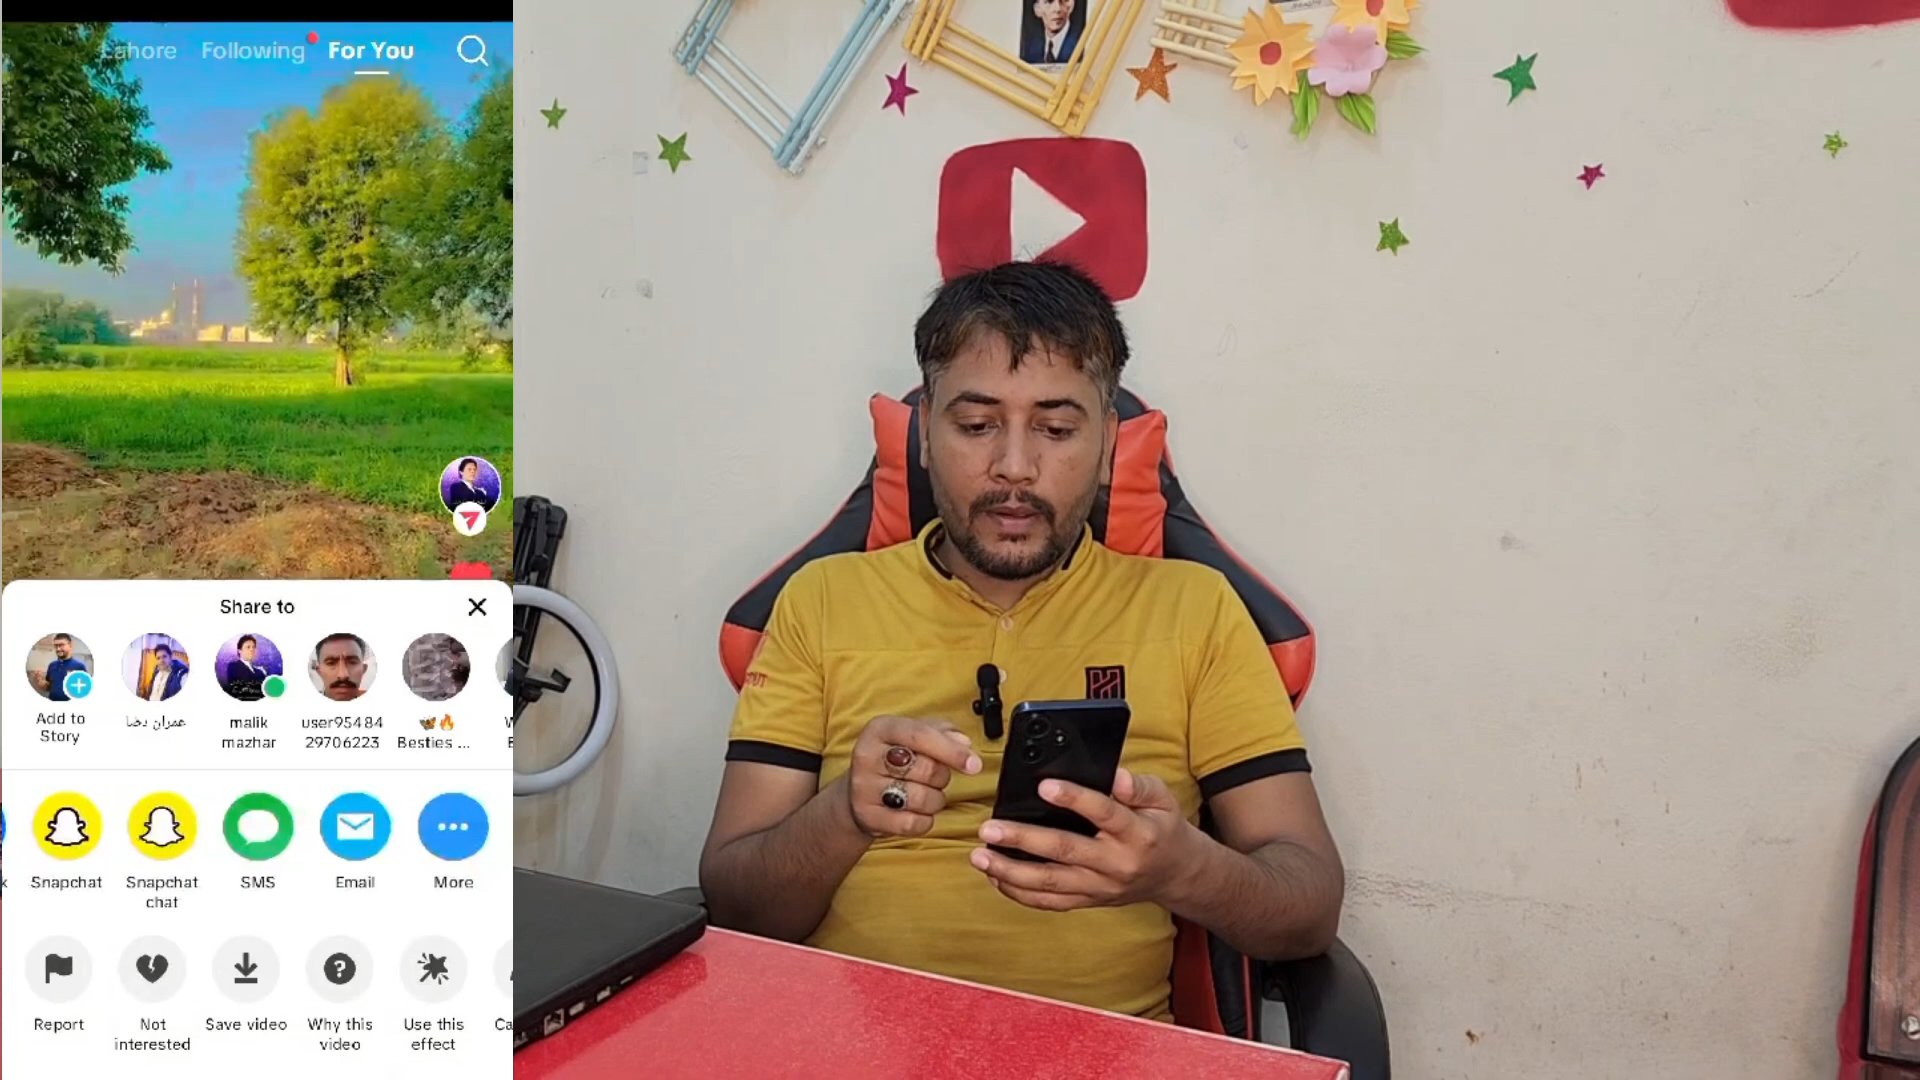 Lahore Following For You
Share to
Add to
Story
عمران رضا
malik
mazhar
user95484
29706223
🦋🔥
Besties ...
Snapchat
Snapchat
chat
SMS
Email
More
Report
Not
interested
Save video
Why this
video
Use this
effect
Ca